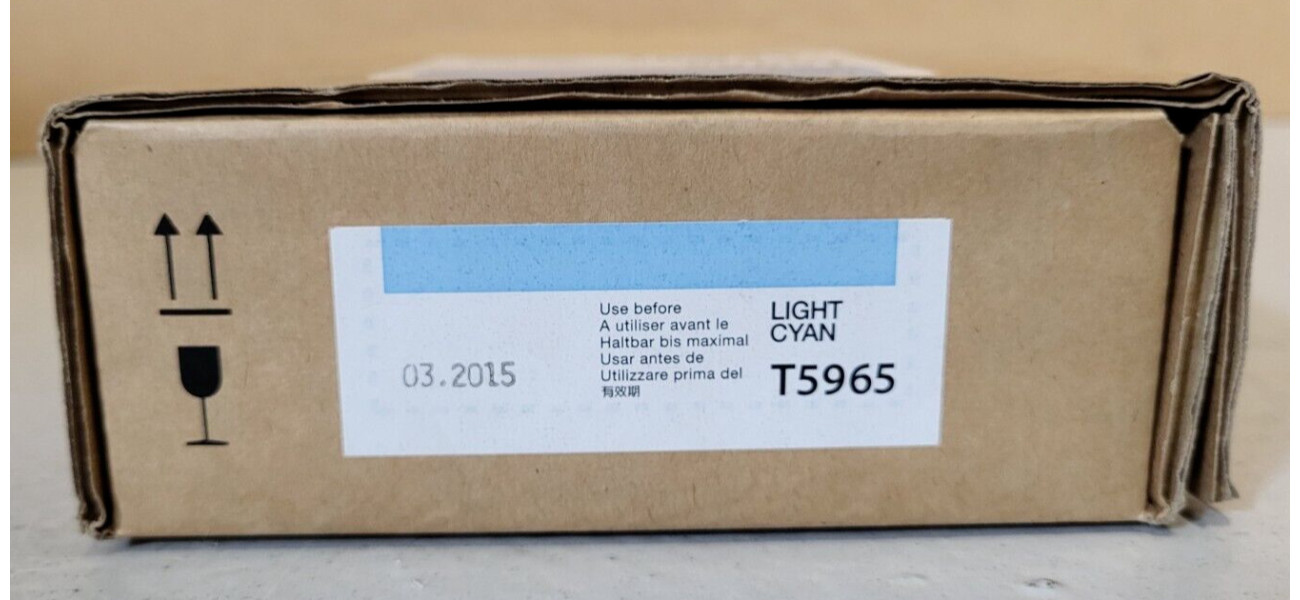 03.2015
Use before
A utiliser avant le
Haltbar bis maximal
Usar antes de
Utilizzare prima del
有效期
LIGHT
CYAN
T5965